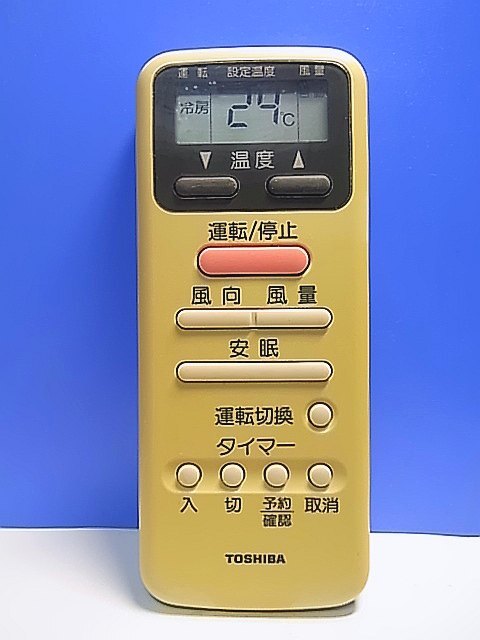 運転 設定温度 風量
冷房 24℃
▼ 温度 ▲
運転/停止
風向 風量
安眠
運転切換
タイマー
入 切 予約 取消
確認
TOSHIBA